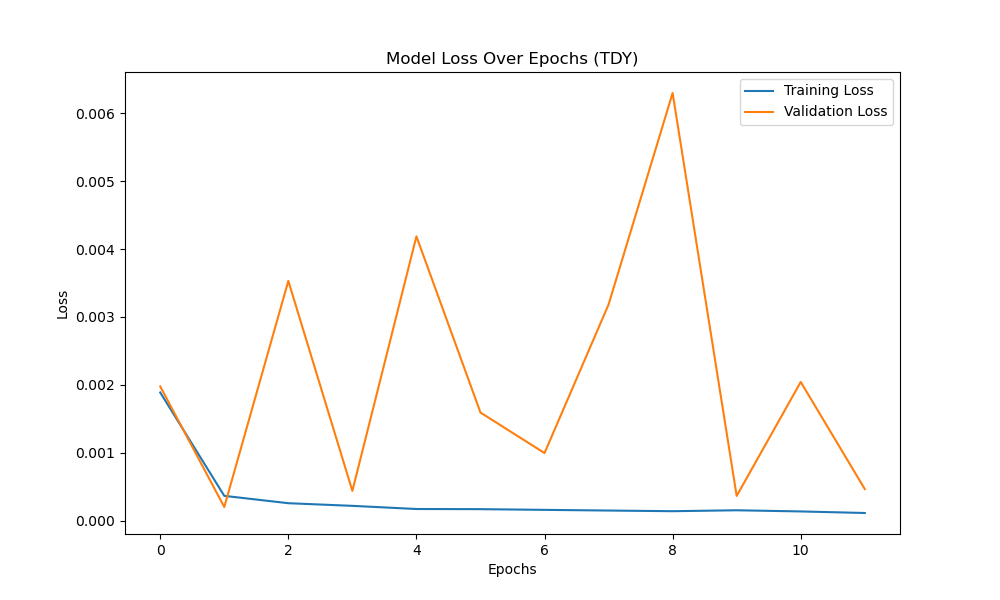 Model Loss Over Epochs (TDY)
Training Loss
Validation Loss
0.006
0.005
0.004
0.003
0.002
0.001
0.000
Loss
0 2 4 6 8 10
Epochs